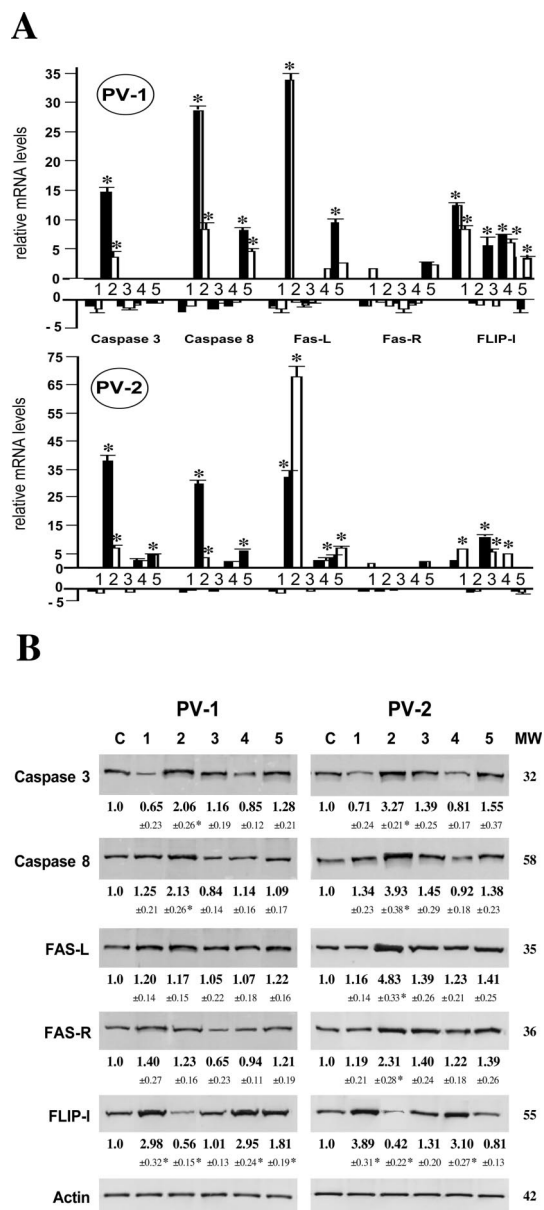 A
PV-1
relative mRNA levels
35
30
25
20
15
10
5
0
0
- 5
* * * * * * * * * * * * * * *
1 2 3 4 5 1 2 3 4 5 1 2 3 4 5 1 2 3 4 5 1 2 3 4 5
Caspase 3 Caspase 8 Fas-L Fas-R FLIP-I
PV-2
relative mRNA levels
75
65
55
45
35
25
15
5
0
0
- 5
* * * * * * * * * * * * * *
1 2 3 4 5 1 2 3 4 5 1 2 3 4 5 1 2 3 4 5 1 2 3 4 5
B
PV-1 PV-2
C 1 2 3 4 5 C 1 2 3 4 5 MW
Caspase 3 32
1.0 0.65 2.06 1.16 0.85 1.28 1.0 0.71 3.27 1.39 0.81 1.55
±0.23 ±0.26* ±0.19 ±0.12 ±0.21 ±0.24 ±0.21* ±0.25 ±0.17 ±0.37
Caspase 8 58
1.0 1.25 2.13 0.84 1.14 1.09 1.0 1.34 3.93 1.45 0.92 1.38
±0.21 ±0.26* ±0.14 ±0.16 ±0.17 ±0.23 ±0.38* ±0.29 ±0.18 ±0.23
FAS-L 35
1.0 1.20 1.17 1.05 1.07 1.22 1.0 1.16 4.83 1.39 1.23 1.41
±0.14 ±0.15 ±0.22 ±0.18 ±0.16 ±0.14 ±0.33* ±0.26 ±0.21 ±0.25
FAS-R 36
1.0 1.40 1.23 0.65 0.94 1.21 1.0 1.19 2.31 1.40 1.22 1.39
±0.27 ±0.16 ±0.23 ±0.11 ±0.19 ±0.21 ±0.28* ±0.24 ±0.18 ±0.26
FLIP-I 55
1.0 2.98 0.56 1.01 2.95 1.81 1.0 3.89 0.42 1.31 3.10 0.81
±0.32* ±0.15* ±0.13 ±0.24* ±0.19* ±0.31* ±0.22* ±0.20 ±0.27* ±0.13
Actin 42